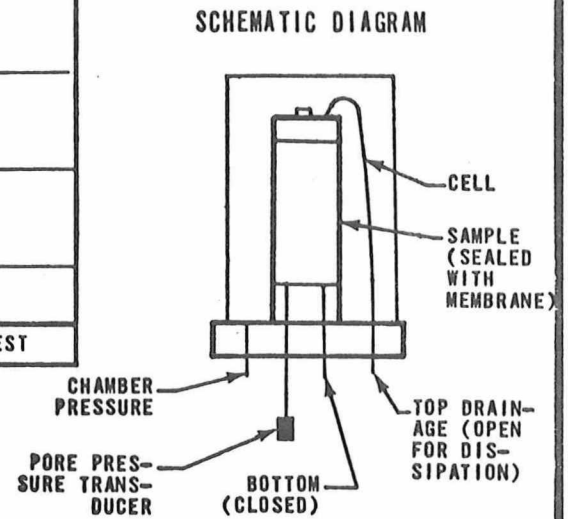 SCHEMATIC DIAGRAM
CELL
SAMPLE
(SEALED
WITH
MEMBRANE)
EST
CHAMBER
PRESSURE
TOP DRAIN-
AGE (OPEN
FOR DIS-
SIPATION)
PORE PRES-
SURE TRANS-
DUCER
BOTTOM
(CLOSED)